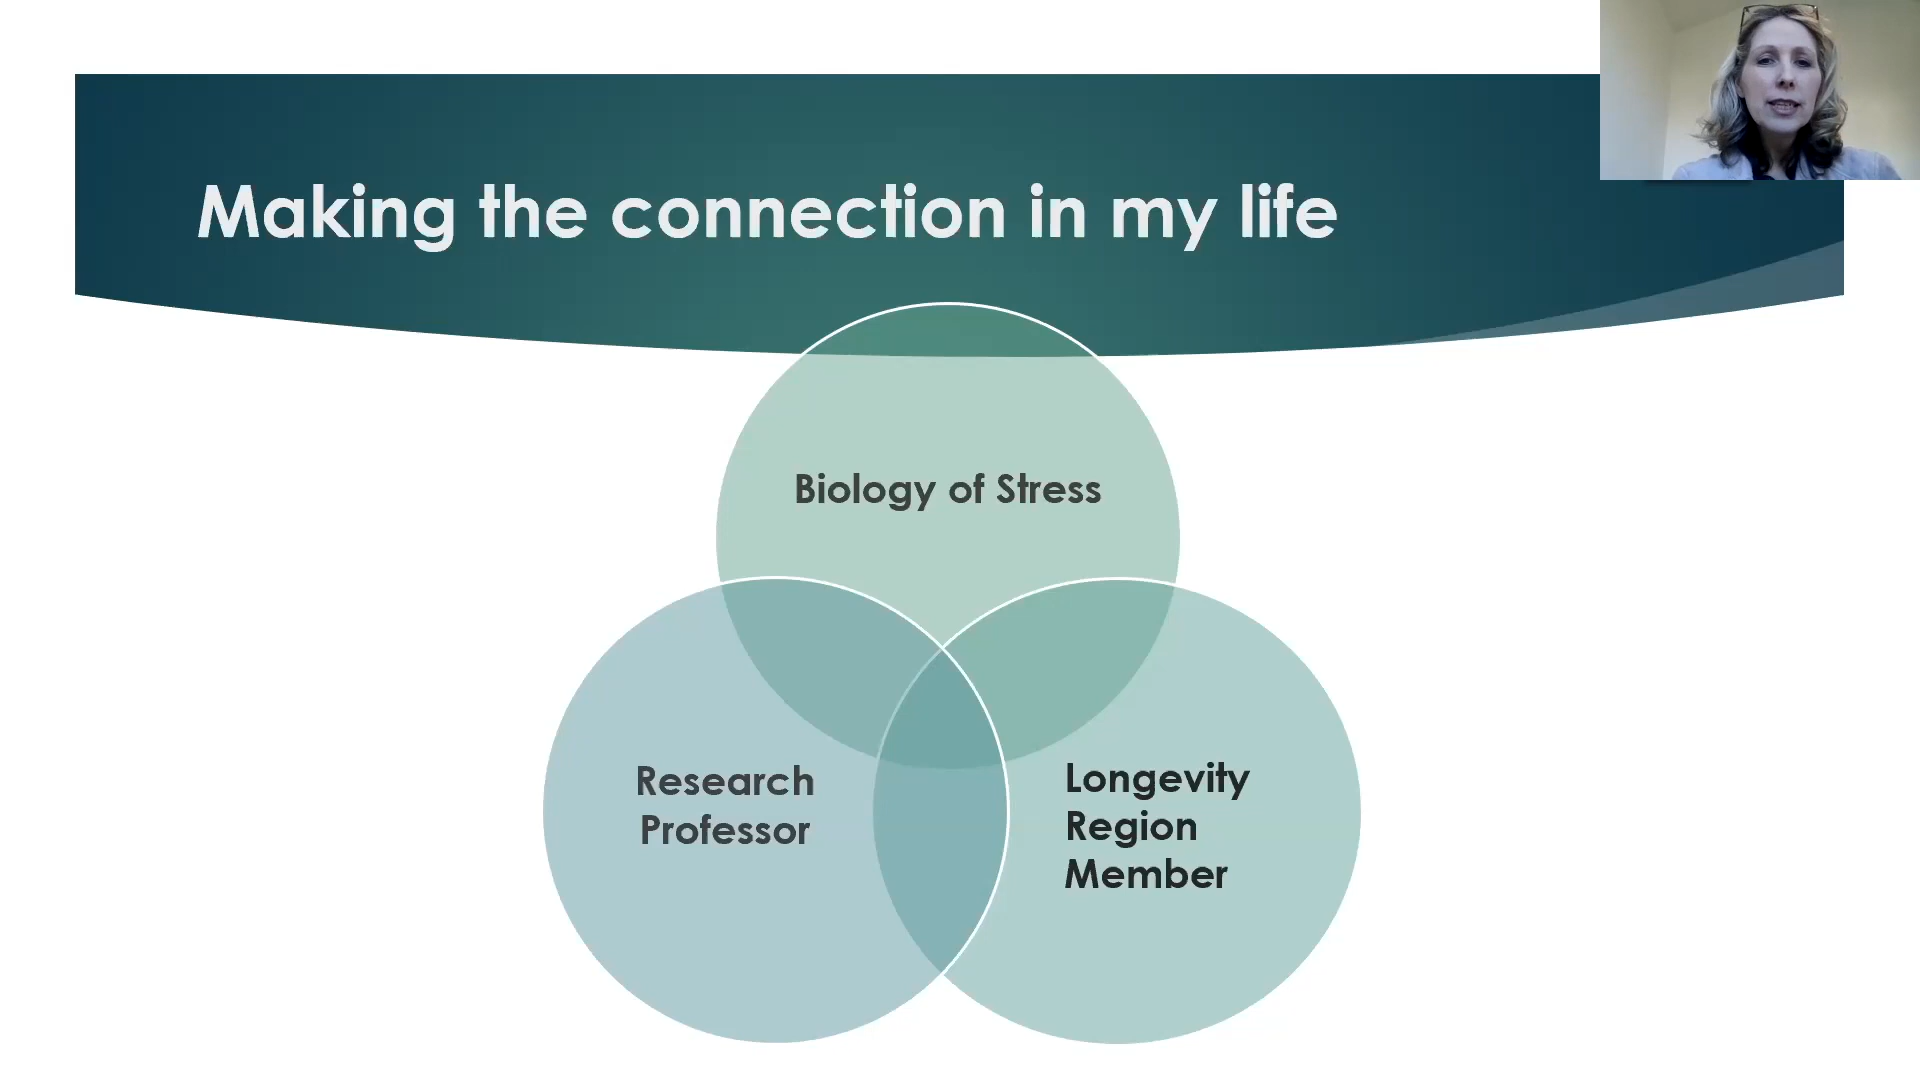 Making the connection in my life
Biology of Stress
Research
Professor
Longevity
Region
Member